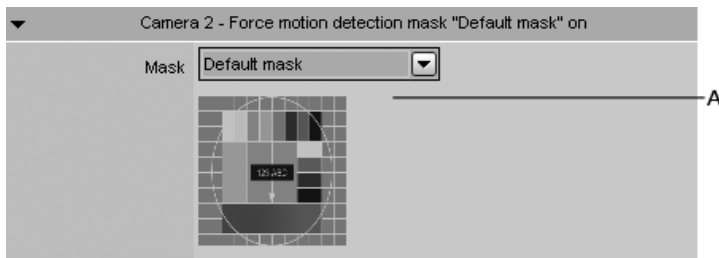 Camera 2 - Force motion detection mask "Default mask" on
Mask
Default mask
A